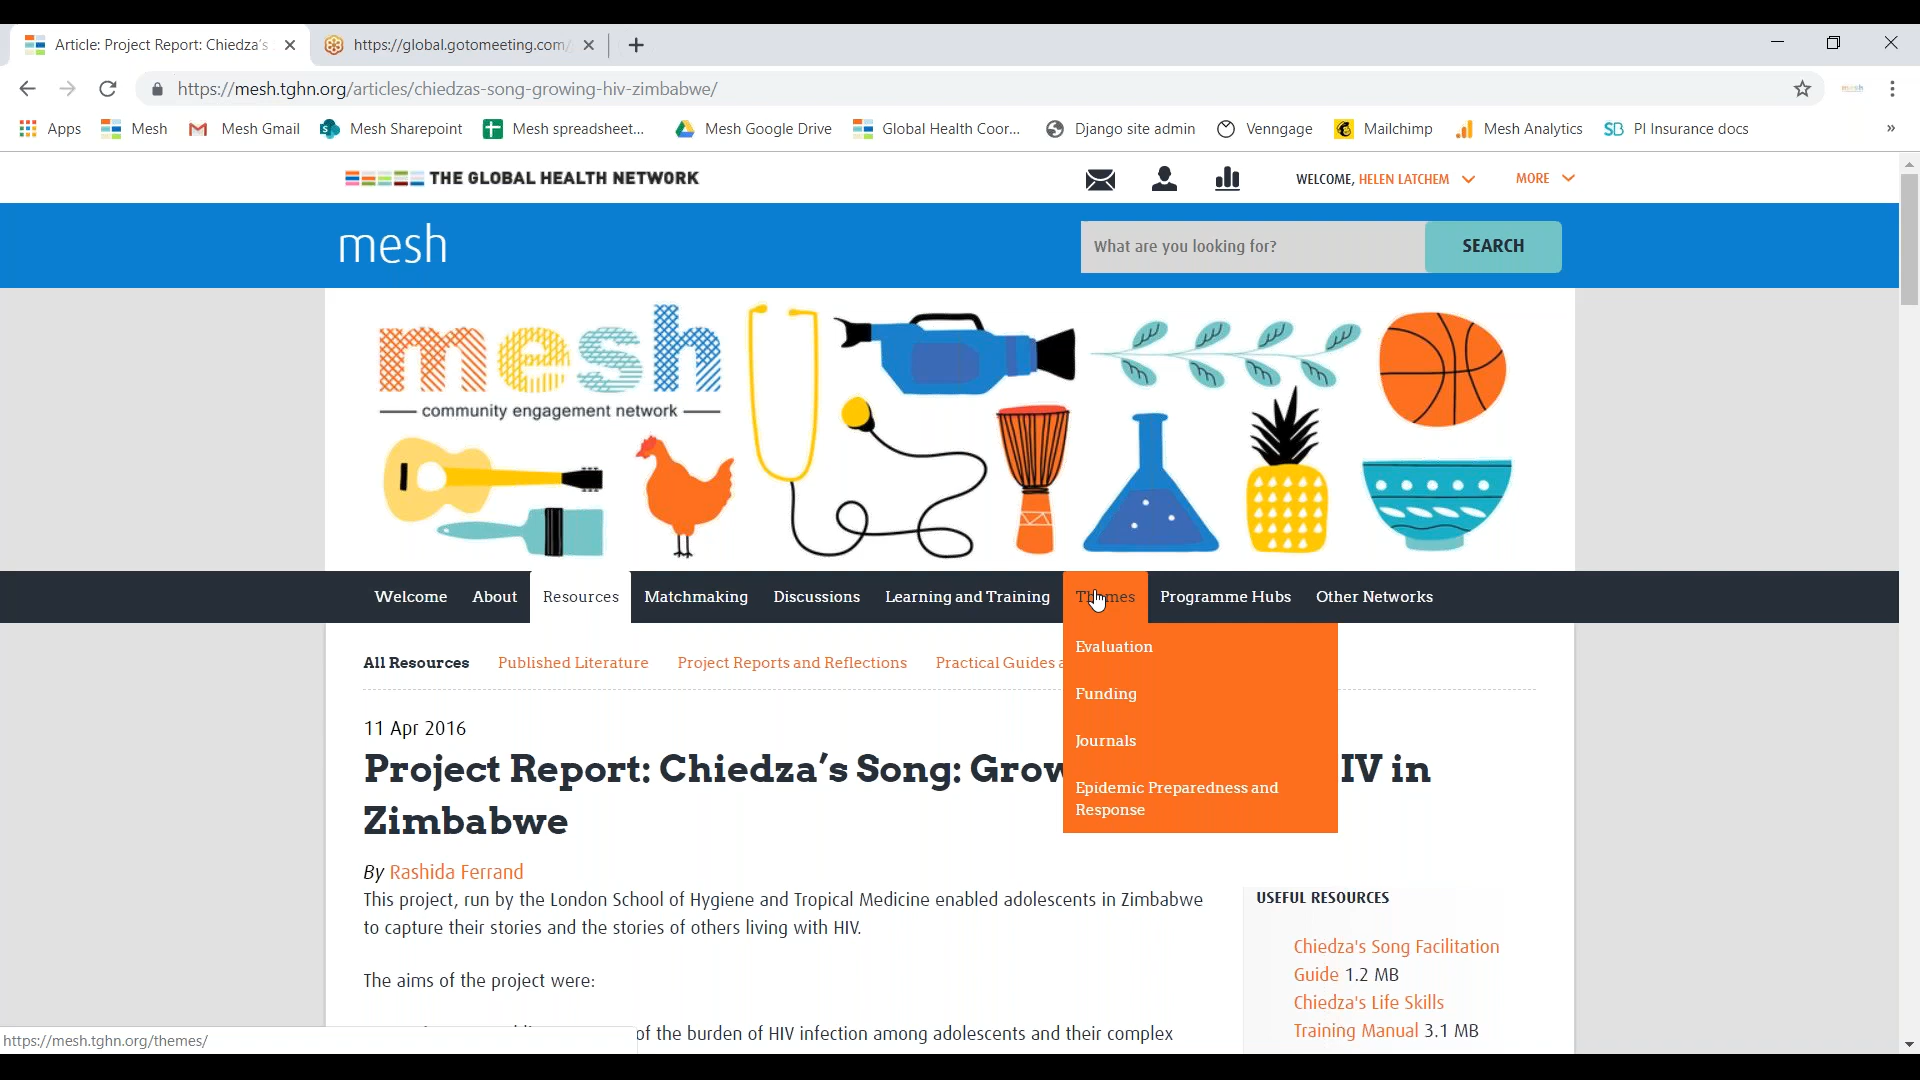 Article: Project Report: Chiedza's
https://global.gotomeeting.com/
https://mesh.tghn.org/articles/chiedzas-song-growing-hiv-zimbabwe/
mesh
Apps
Mesh
Mesh Gmail
Mesh Sharepoint
Mesh spreadsheet...
Mesh Google Drive
Global Health Coor...
Django site admin
Venngage
Mailchimp
Mesh Analytics
SB PI Insurance docs
»
THE GLOBAL HEALTH NETWORK
WELCOME, HELEN LATCHEM
MORE
mesh
What are you looking for?
SEARCH
mesh
community engagement network
Welcome
About
Resources
Matchmaking
Discussions
Learning and Training
Themes
Programme Hubs
Other Networks
Evaluation
Funding
Journals
Epidemic Preparedness and
Response
All Resources
Published Literature
Project Reports and Reflections
Practical Guides
11 Apr 2016
Project Report: Chiedza's Song: Grow IV in
Zimbabwe
By Rashida Ferrand
This project, run by the London School of Hygiene and Tropical Medicine enabled adolescents in Zimbabwe
to capture their stories and the stories of others living with HIV.
The aims of the project were:
of the burden of HIV infection among adolescents and their complex
USEFUL RESOURCES
Chiedza's Song Facilitation
Guide 1.2 MB
Chiedza's Life Skills
Training Manual 3.1 MB
https://mesh.tghn.org/themes/